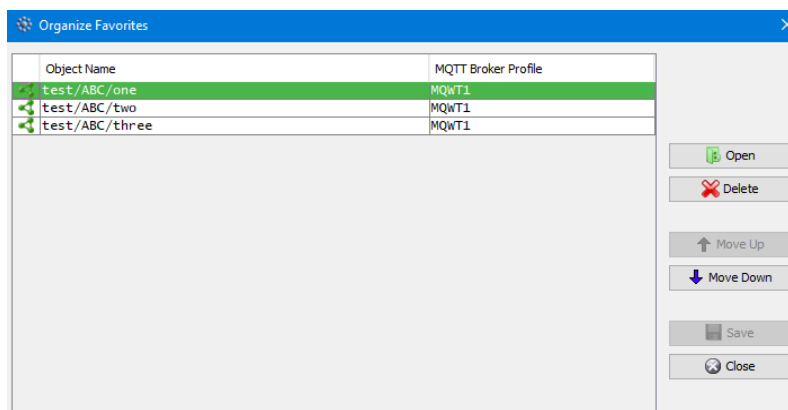 Organize Favorites
Object Name MQTT Broker Profile
test/ABC/one MQWT1
test/ABC/two MQWT1
test/ABC/three MQWT1
Open
Delete
Move Up
Move Down
Save
Close